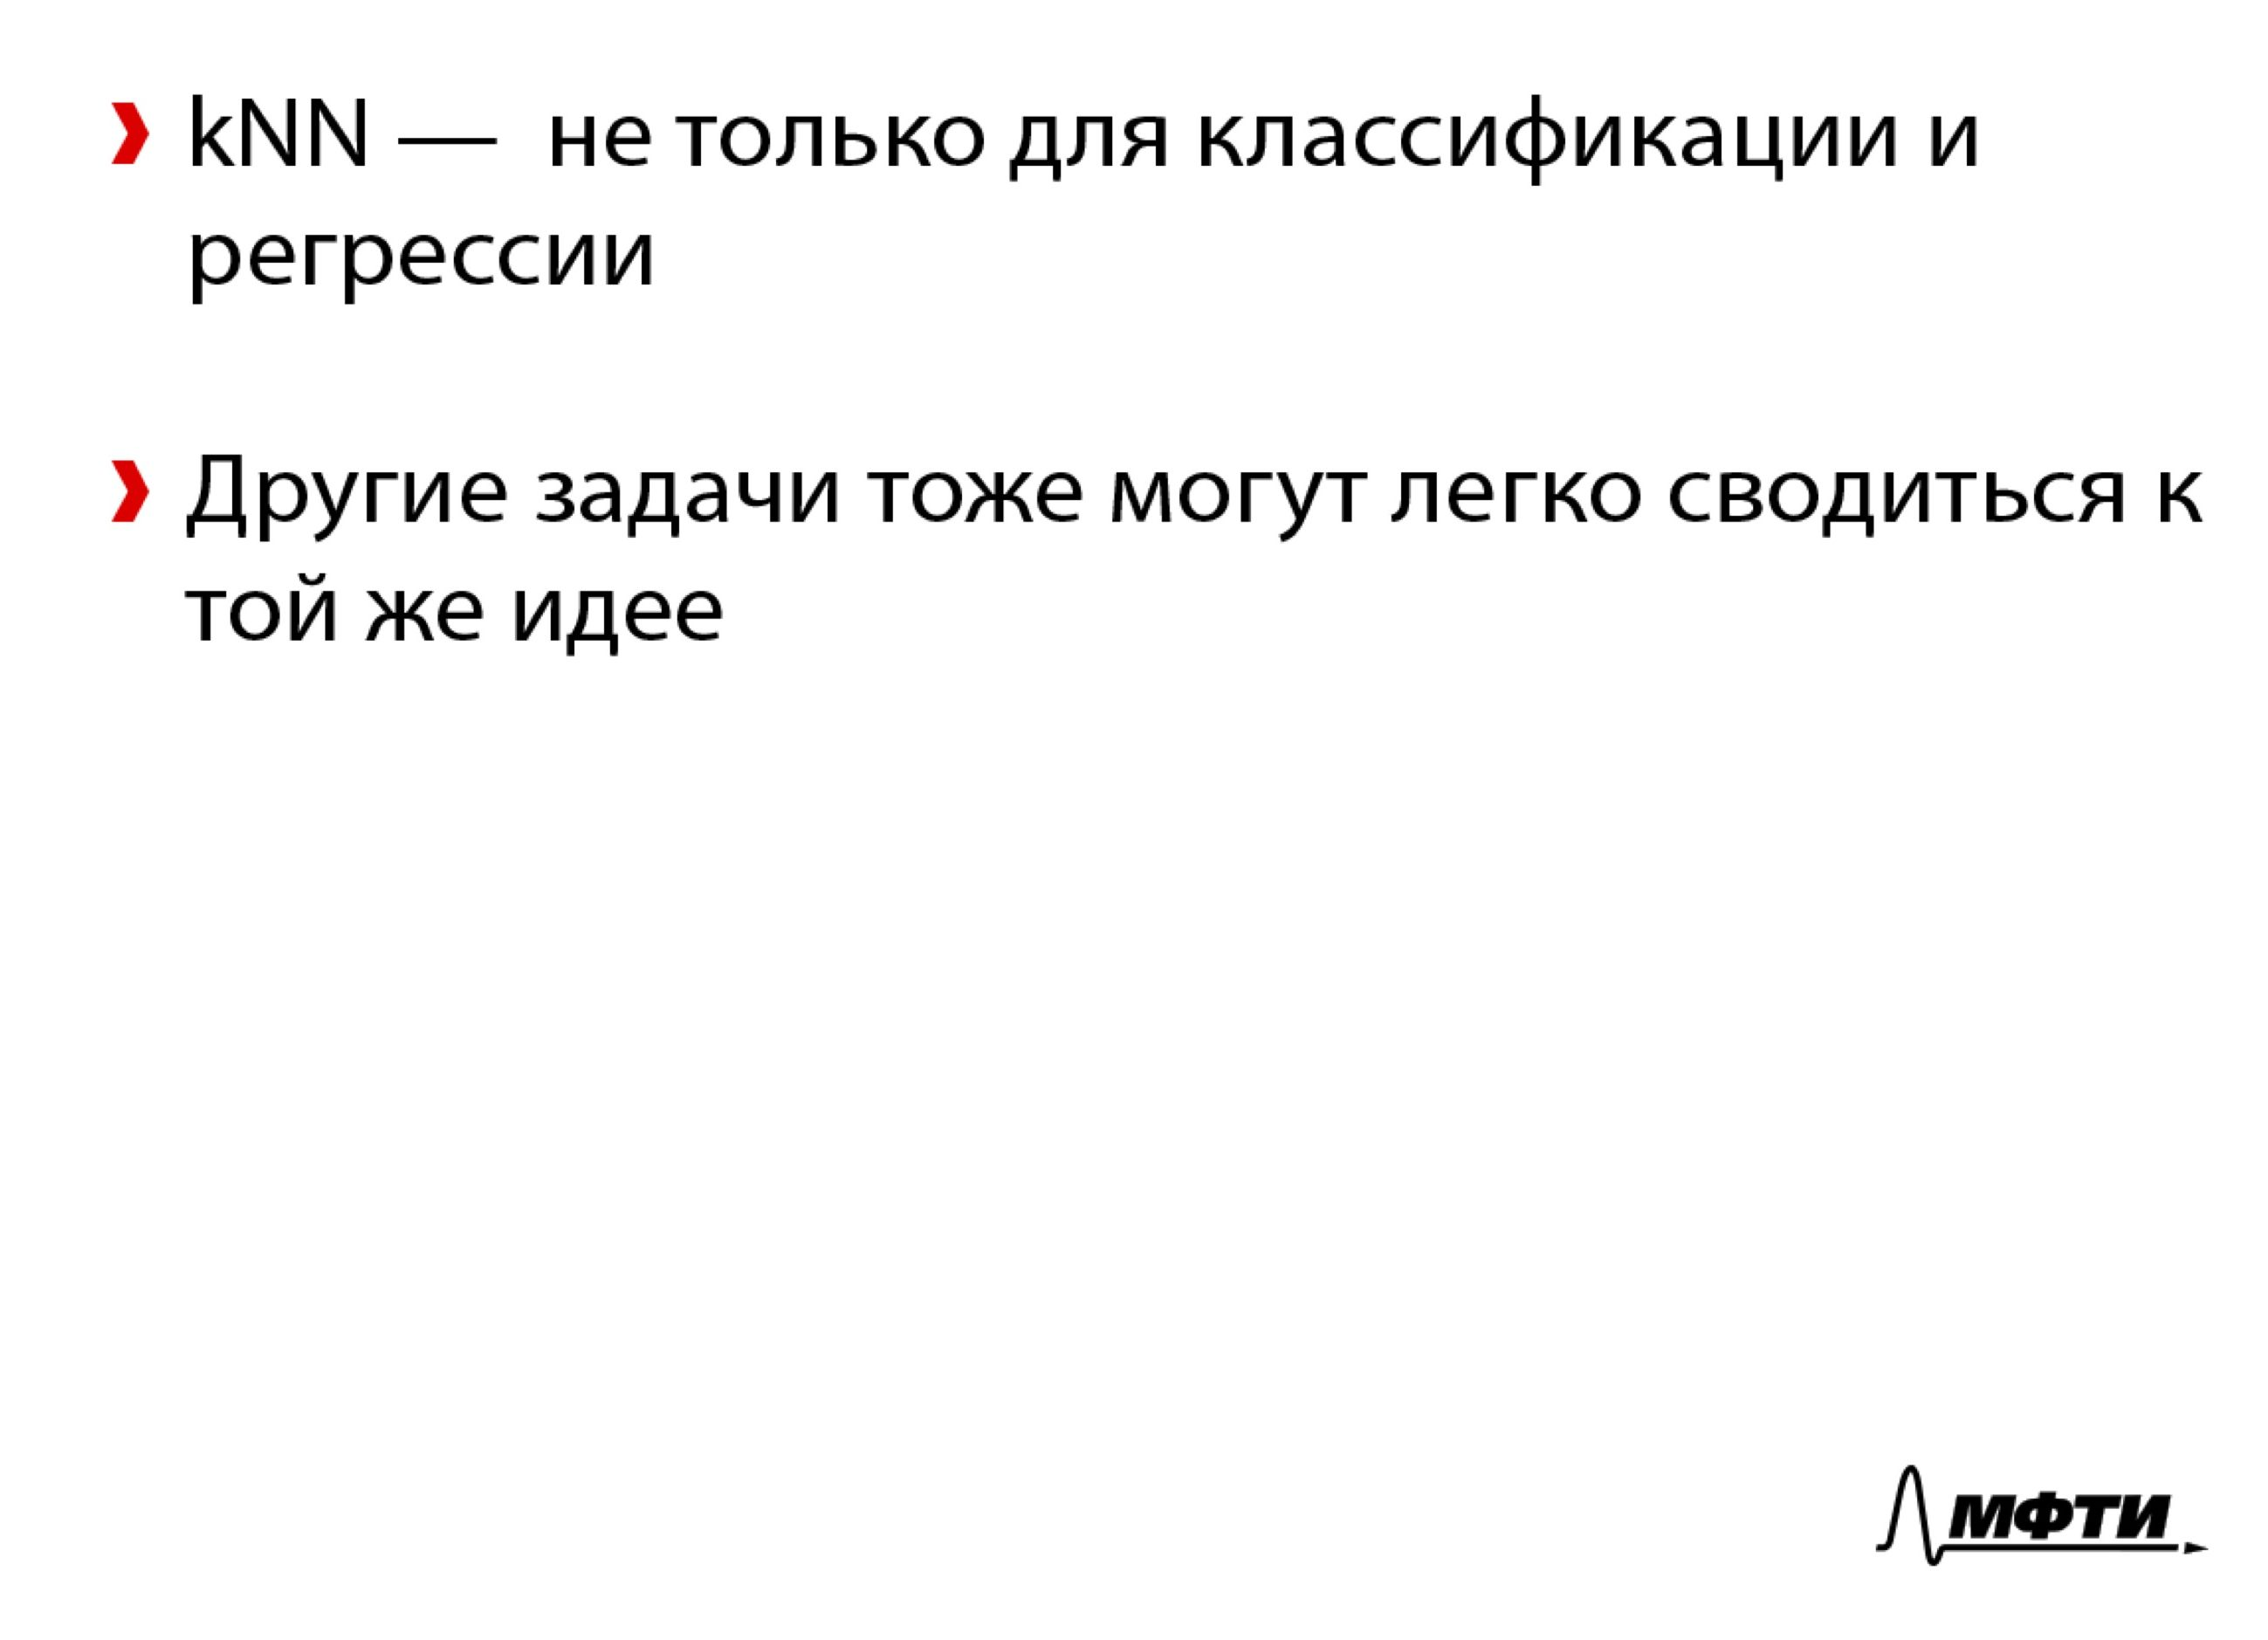 kNN — не только для классификации и
регрессии
Другие задачи тоже могут легко сводиться к
той же идее
МФТИ